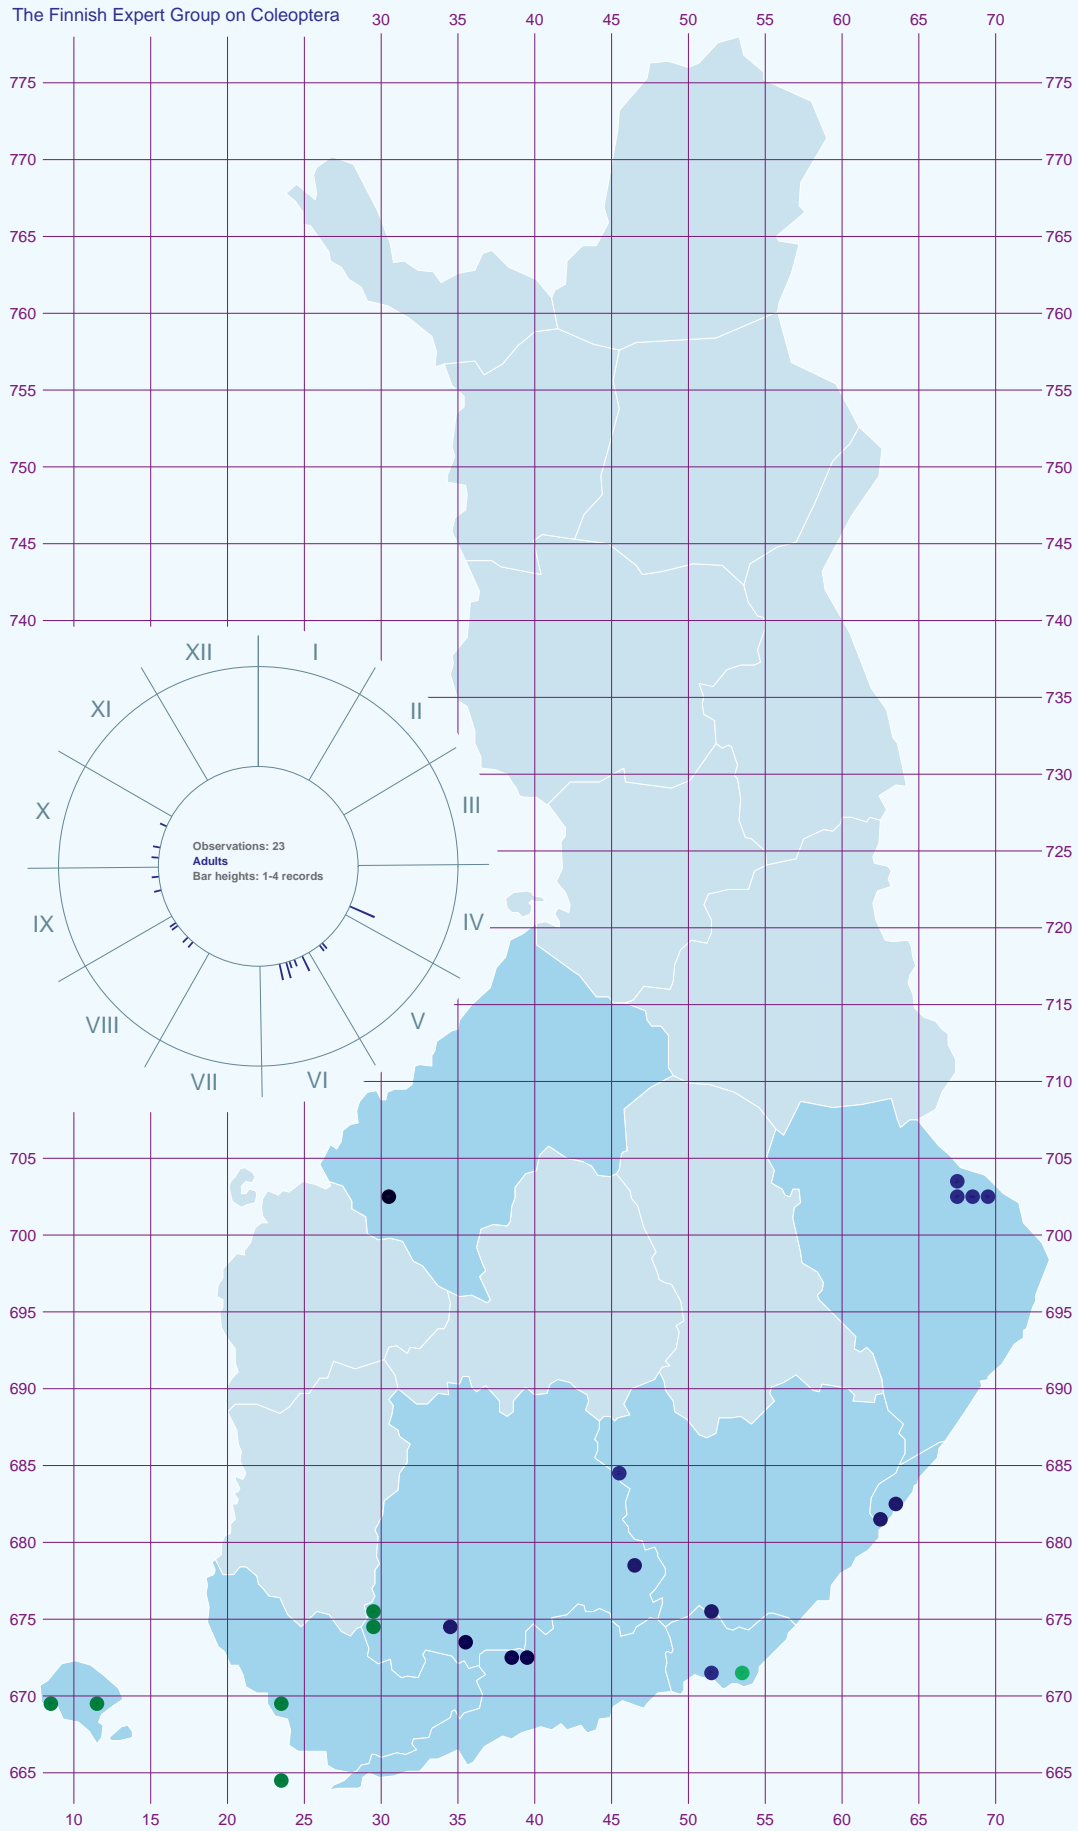 The Finnish Expert Group on Coleoptera
30 40 45 50 55 60 65 70
775 775
770 770
765 765
760 760
755 755
750 750
745 745
740 740
XII I
XI II
735
730
X III
725
Observations: 23
Adults
Bar heights: 1-4 records
IX IV 720
715
VIII V
VII VI
710 710
705 705
700 700
695 695
690 690
685 685
680 680
675 675
670 670
665 665
10 15 20 25 30 35 40 45 50 55 60 65 70